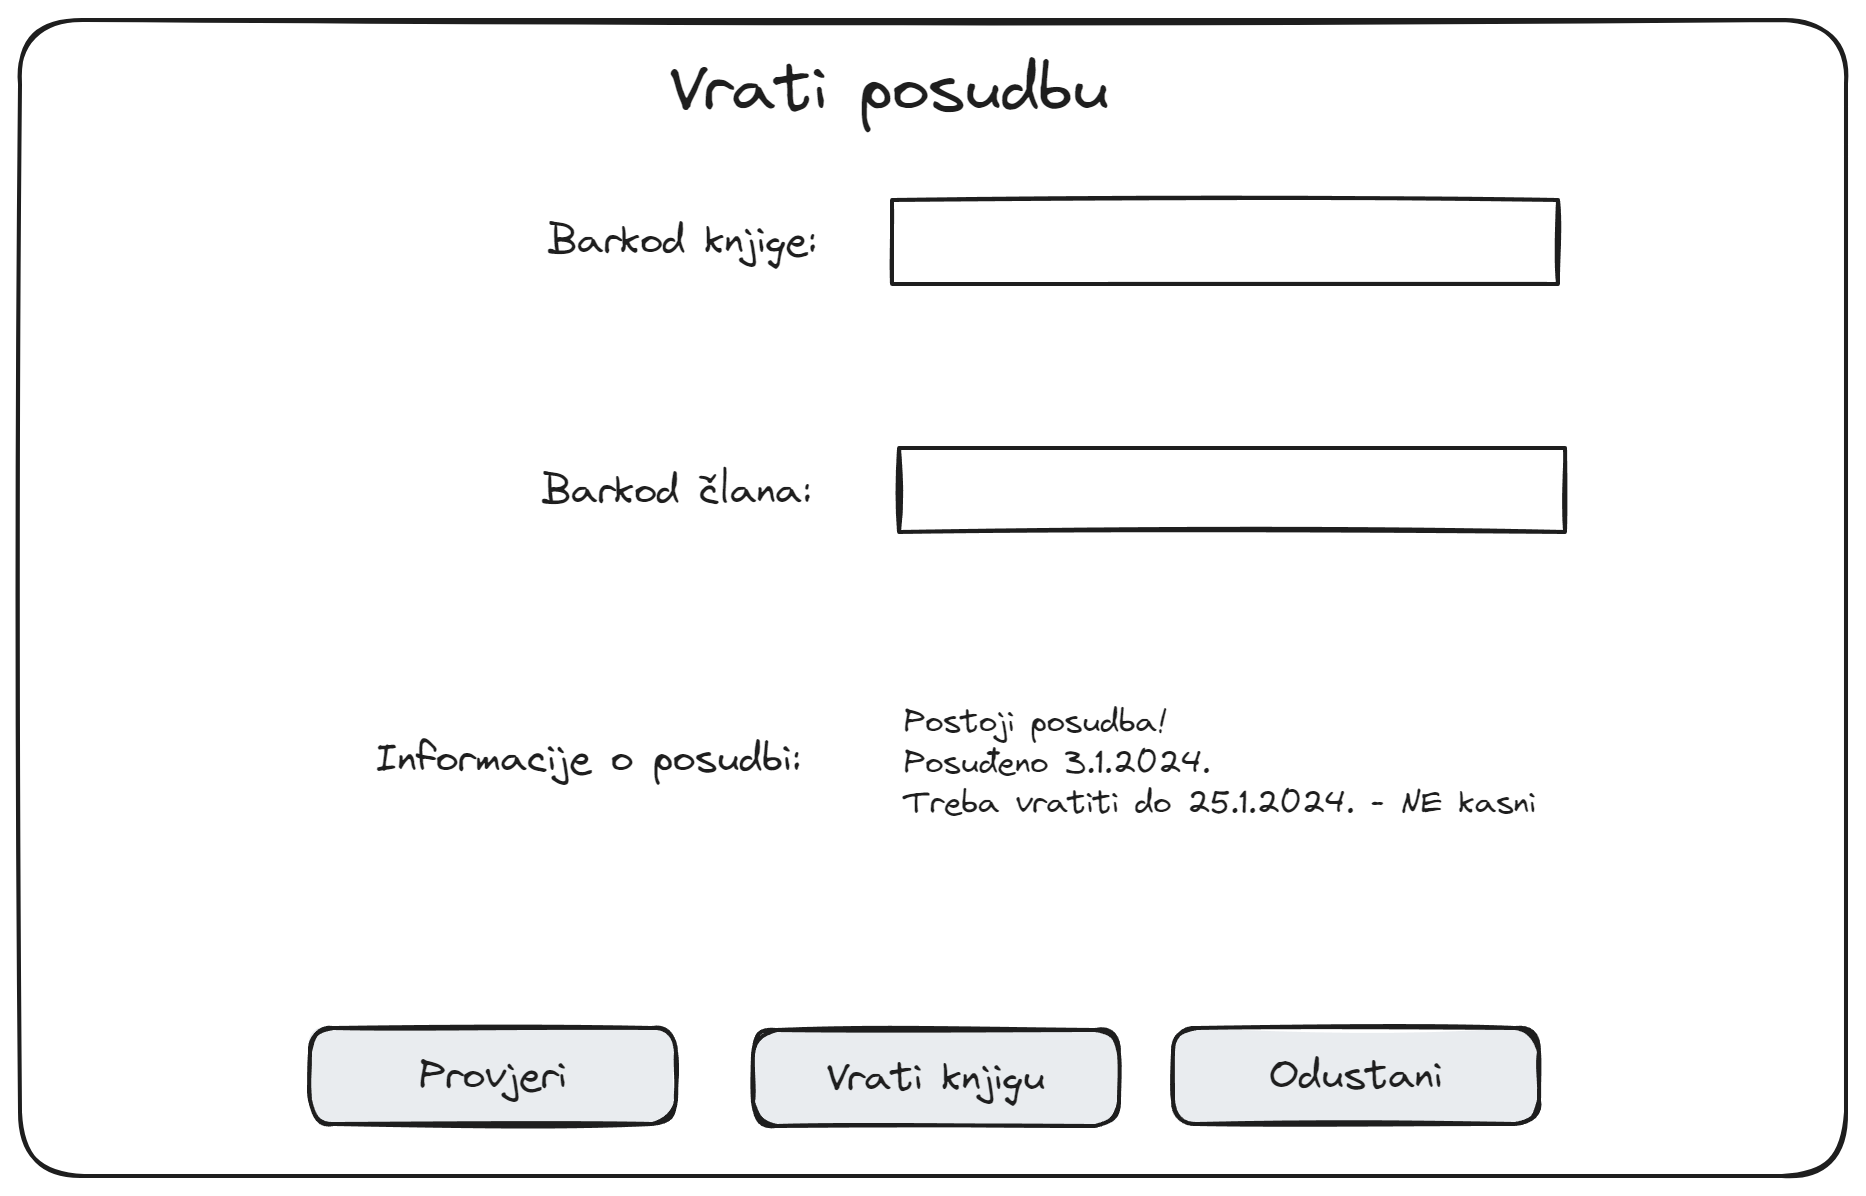 Vrati posudbu
Barkod knjige:
Barkod člana:
Informacije o posudbi:
Postoji posudba!
Posuđeno 3.1.2024.
Treba vratiti do 25.1.2024. - NE kasni
Provjeri
Vrati knjigu
Odustani